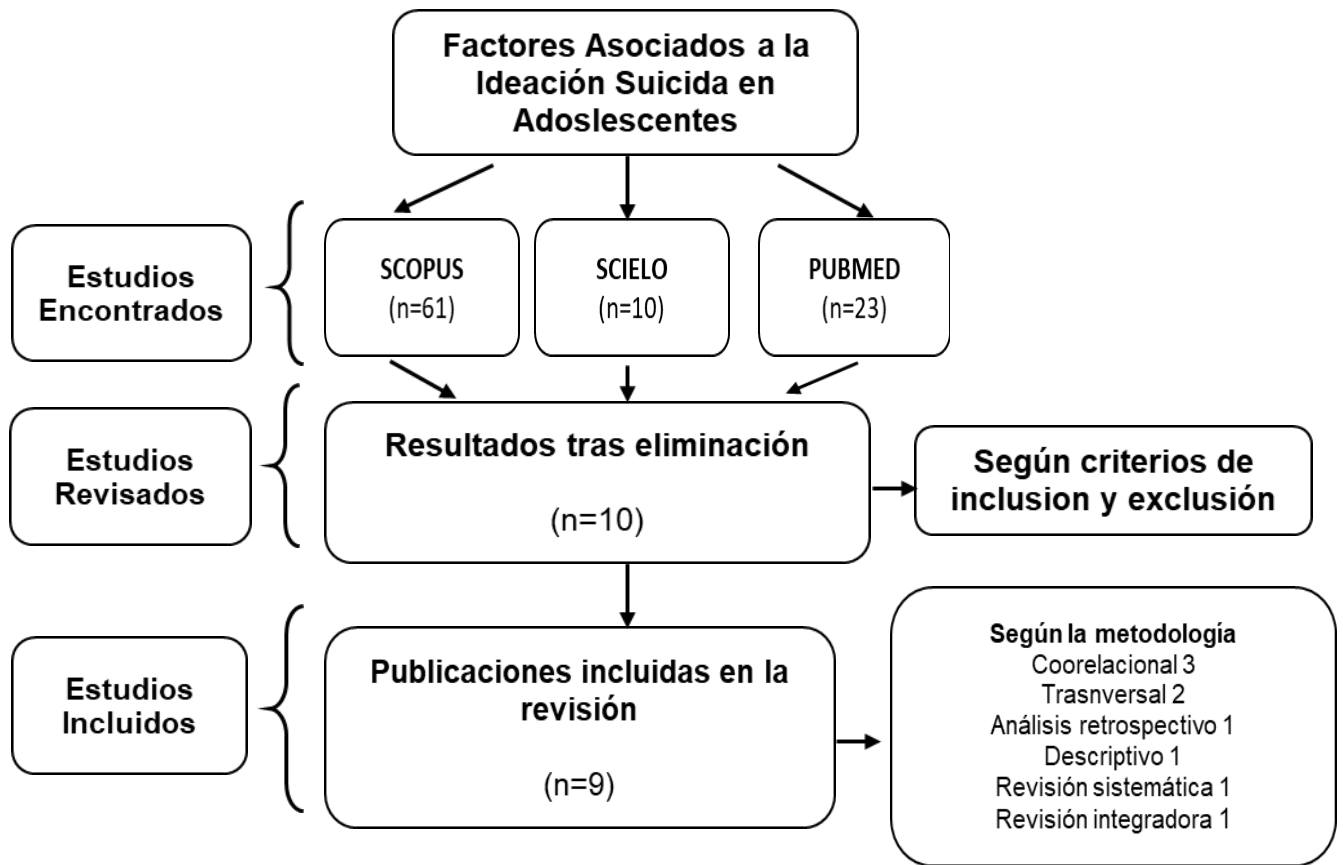 Factores Asociados a la
Ideación Suicida en
Adoslescentes
Estudios
Encontrados
SCOPUS
(n=61)
SCIELO
(n=10)
PUBMED
(n=23)
Estudios
Revisados
Resultados tras eliminación
(n=10)
Según criterios de
inclusion y exclusión
Estudios
Incluidos
Publicaciones incluidas en la
revisión
(n=9)
Según la metodología
Coorelacional 3
Trasnversal 2
Análisis retrospectivo 1
Descriptivo 1
Revisión sistemática 1
Revisión integradora 1